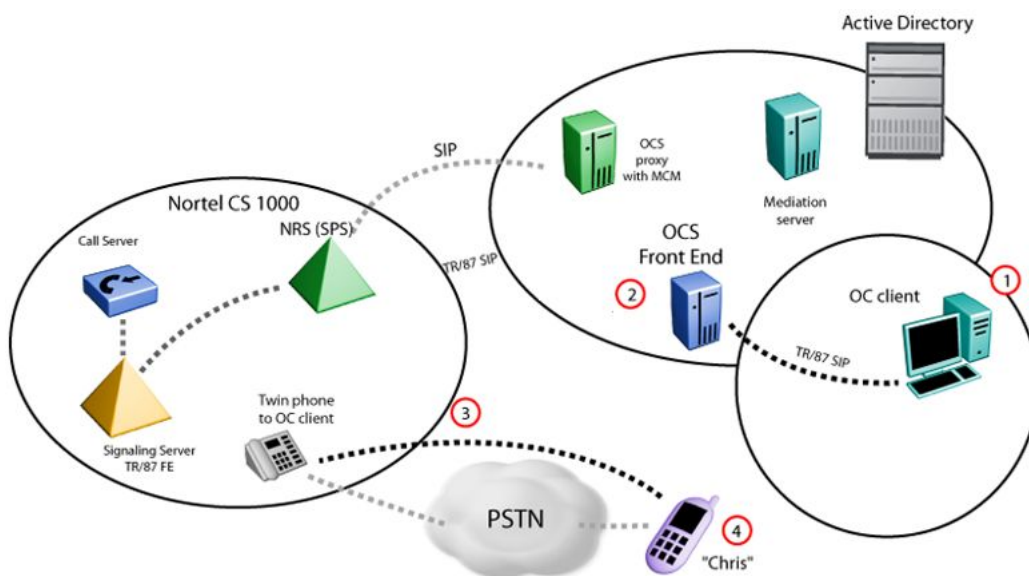 Active Directory
SIP
OCS
proxy
with MCM
Mediation
server
Nortel CS 1000
NRS (SPS)
Call Server
TR/87 SIP
OCS
Front End
2
1
OC client
TR/87 SIP
Twin phone
to OC client
3
Signaling Server
TR/87 FE
PSTN
4
"Chris"